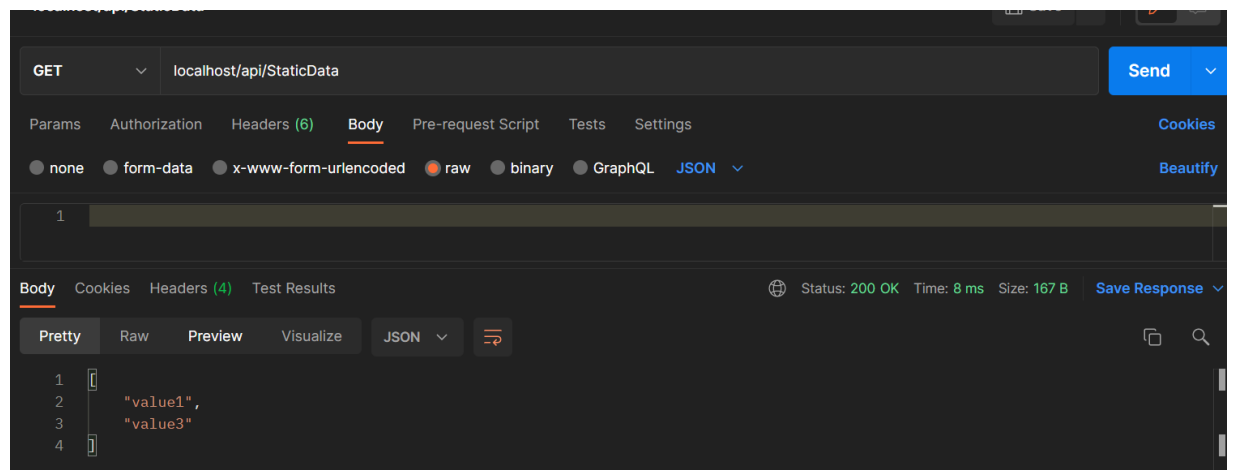 GET localhost/api/StaticData Send
Params Authorization Headers (6) Body Pre-request Script Tests Settings Cookies
none form-data x-www-form-urlencoded raw binary GraphQL JSON Beautify
1
Body Cookies Headers (4) Test Results Status: 200 OK Time: 8 ms Size: 167 B Save Response
Pretty Raw Preview Visualize JSON
1 [
2 "value1",
3 "value3"
4 ]